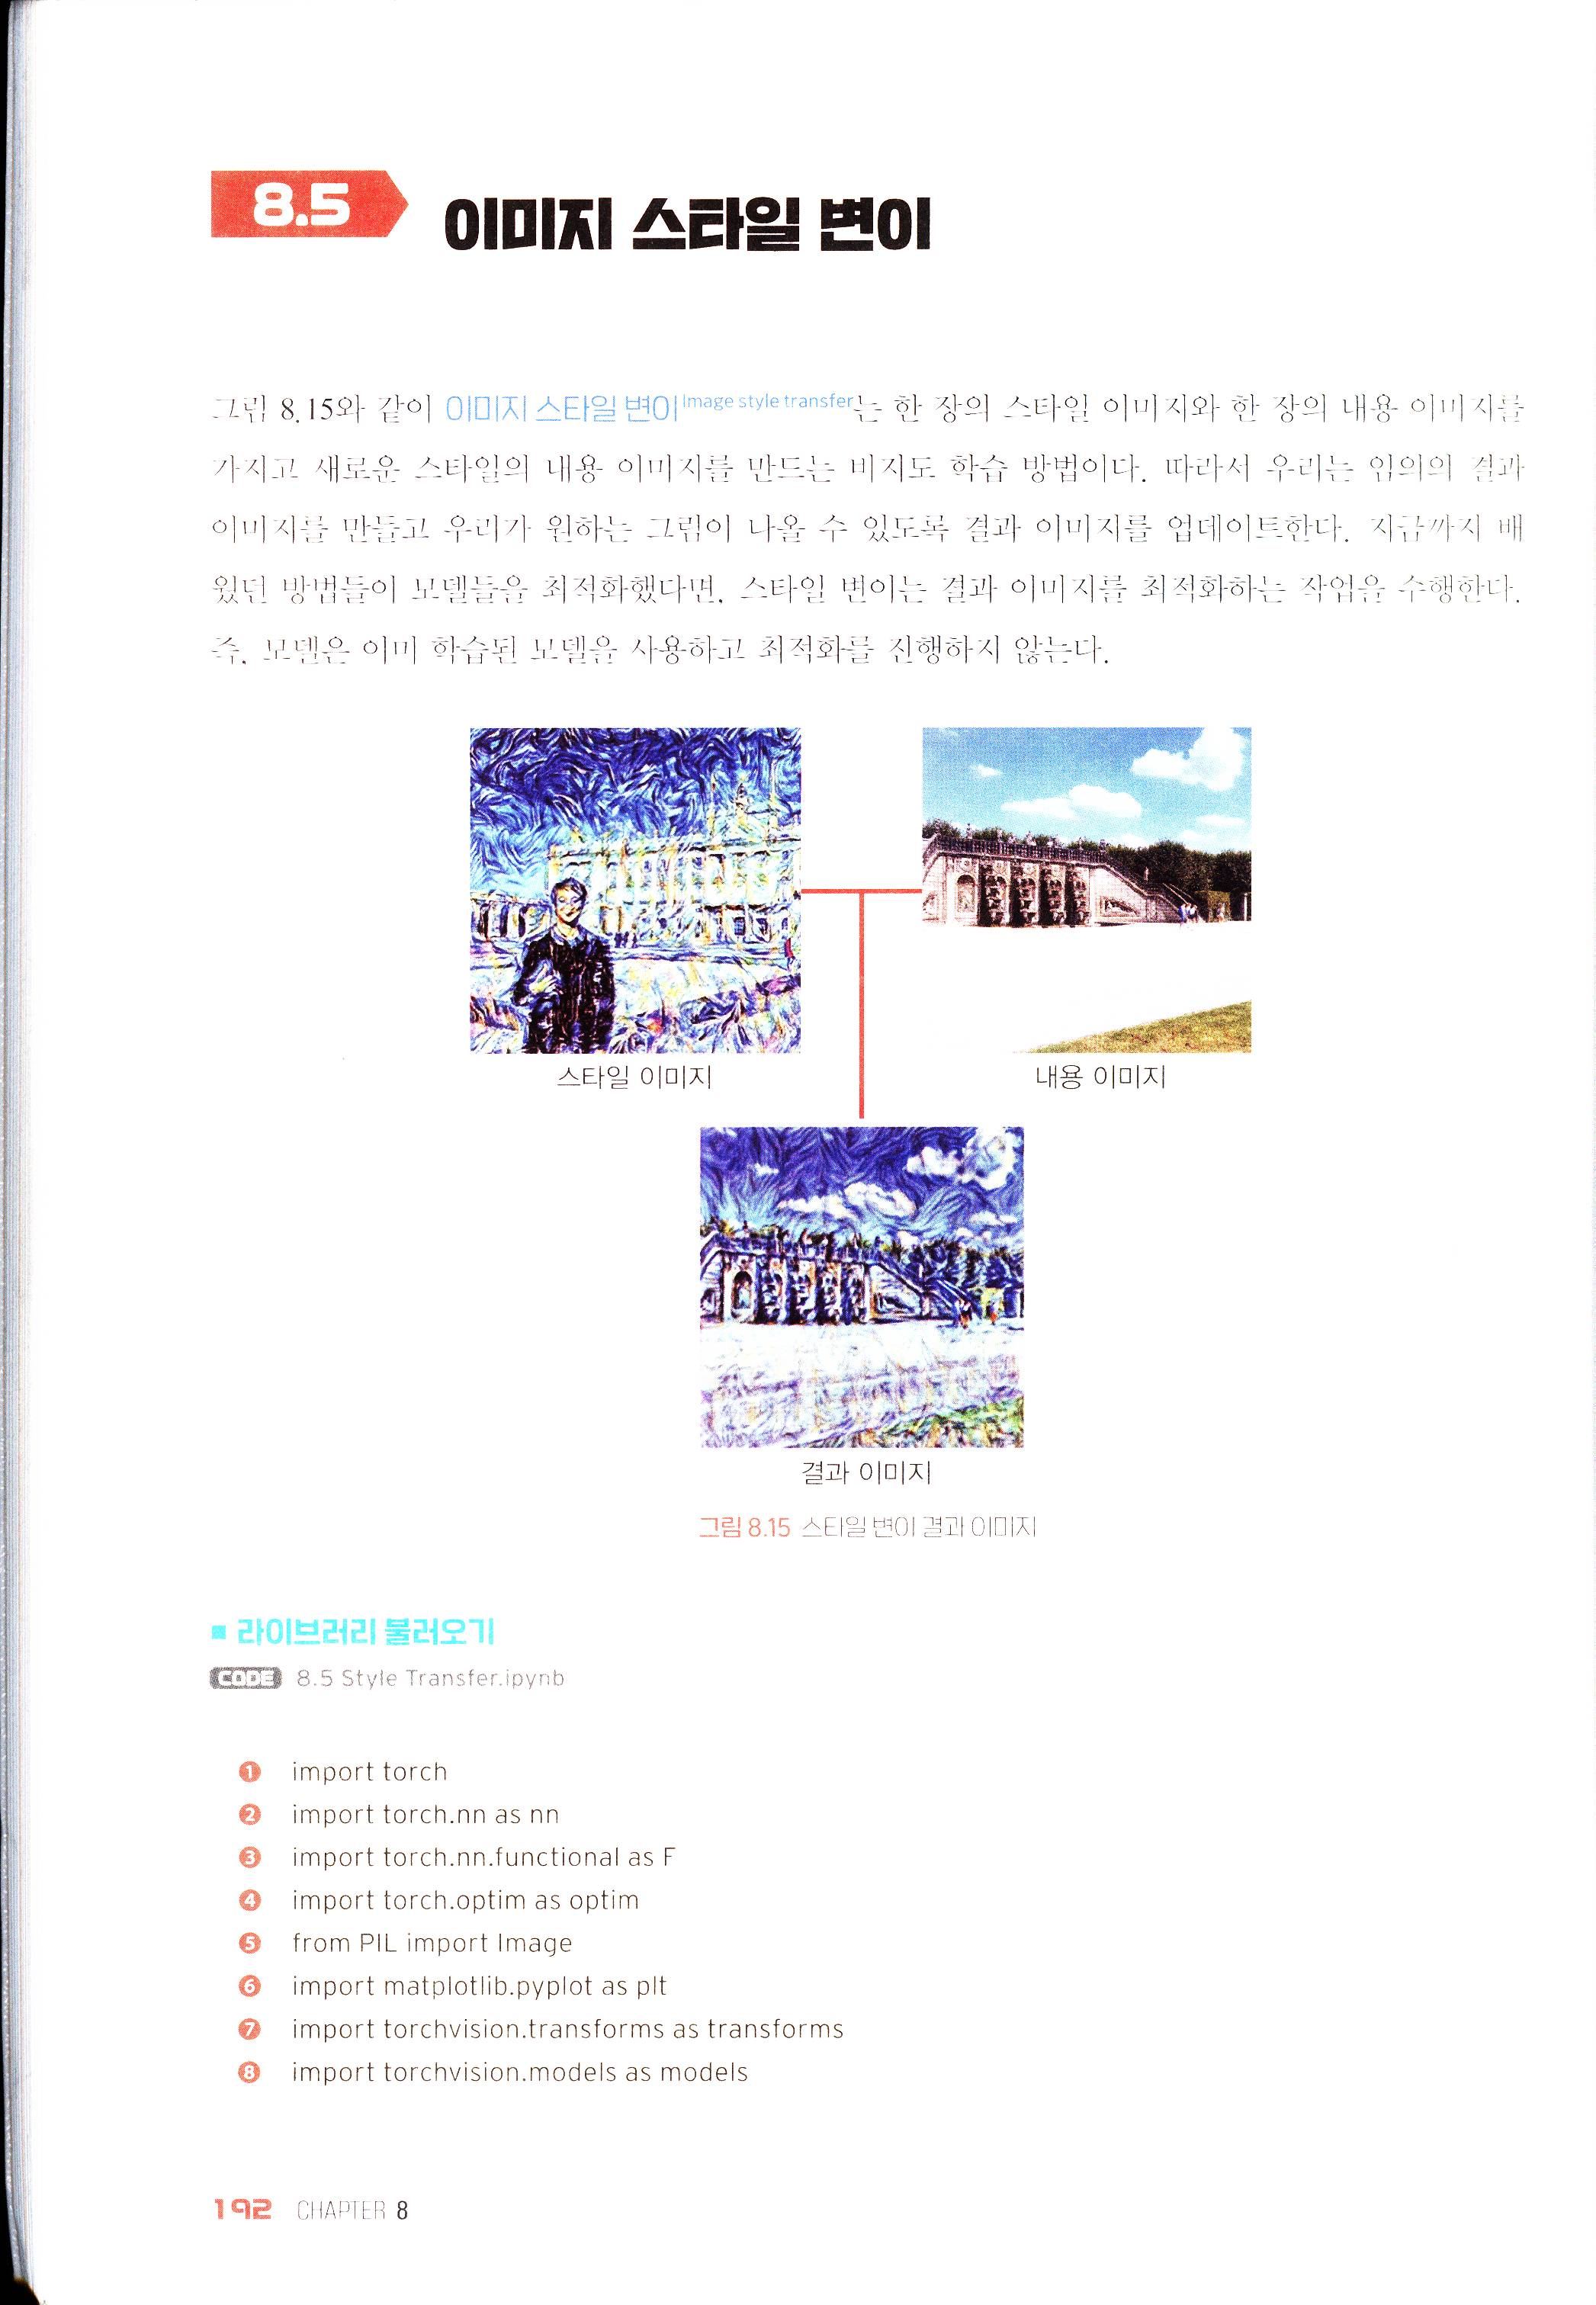 8.5 이미지 스타일 변이
그림 8.15와 같이 이미지 스타일 변이Image style transfer는 한 장의 스타일 이미지와 한 장의 내용 이미지를
가지고 새로운 스타일의 내용 이미지를 만드는 비지도 학습 방법이다. 따라서 우리는 임의의 결과
이미지를 만들고 우리가 원하는 그림이 나올 수 있도록 결과 이미지를 업데이트한다. 지금까지 배
웠던 방법들이 모델들을 최적화했다면, 스타일 변이는 결과 이미지를 최적화하는 작업을 수행한다.
즉, 모델은 이미 학습된 모델을 사용하고 최적화를 진행하지 않는다.
스타일 이미지
내용 이미지
결과 이미지
그림 8.15 스타일 변이 결과 이미지
■ 라이브러리 불러오기
CODE 8.5 Style Transfer.ipynb
❶ import torch
❷ import torch.nn as nn
❸ import torch.nn.functional as F
❹ import torch.optim as optim
❺ from PIL import Image
❻ import matplotlib.pyplot as plt
❼ import torchvision.transforms as transforms
❽ import torchvision.models as models
192 CHAPTER 8